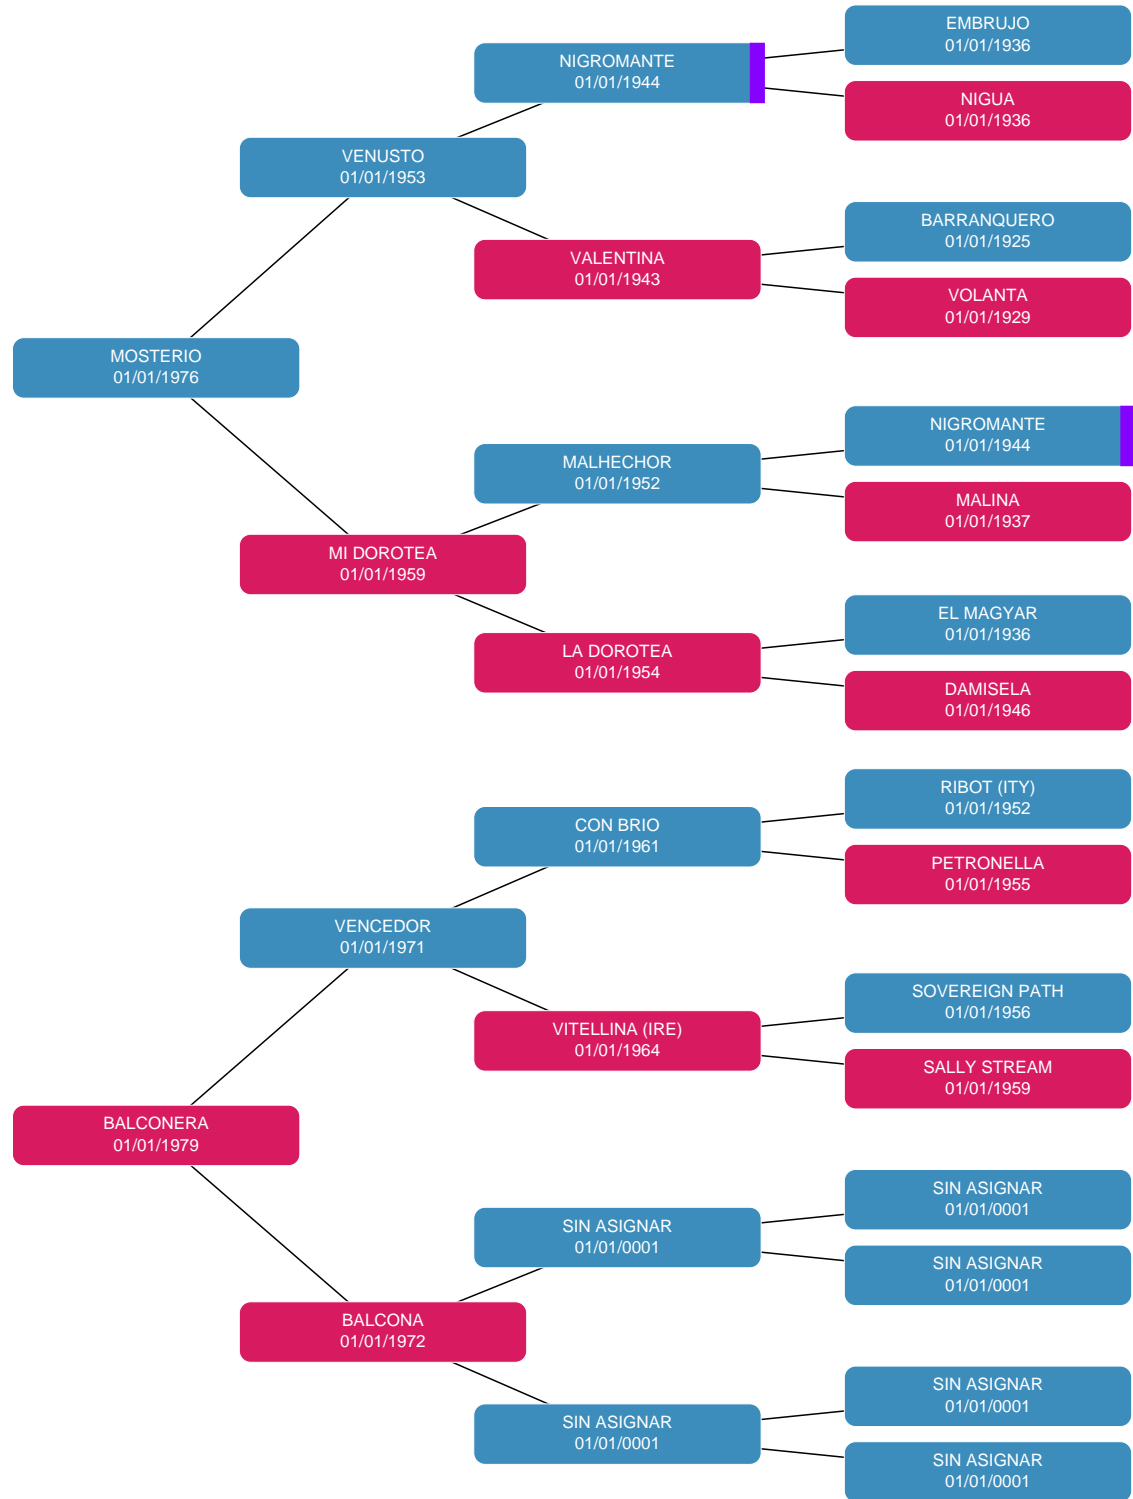 EMBRUJO
01/01/1936
NIGROMANTE
01/01/1944
NIGUA
01/01/1936
VENUSTO
01/01/1953
BARRANQUERO
01/01/1925
VALENTINA
01/01/1943
VOLANTA
01/01/1929
MOSTERIO
01/01/1976
NIGROMANTE
01/01/1944
MALHECHOR
01/01/1952
MALINA
01/01/1937
MI DOROTEA
01/01/1959
EL MAGYAR
01/01/1936
LA DOROTEA
01/01/1954
DAMISELA
01/01/1946
RIBOT (ITY)
01/01/1952
CON BRIO
01/01/1961
PETRONELLA
01/01/1955
VENCEDOR
01/01/1971
SOVEREIGN PATH
01/01/1956
VITELLINA (IRE)
01/01/1964
SALLY STREAM
01/01/1959
BALCONERA
01/01/1979
SIN ASIGNAR
01/01/0001
SIN ASIGNAR
01/01/0001
SIN ASIGNAR
01/01/0001
BALCONA
01/01/1972
SIN ASIGNAR
01/01/0001
SIN ASIGNAR
01/01/0001
SIN ASIGNAR
01/01/0001